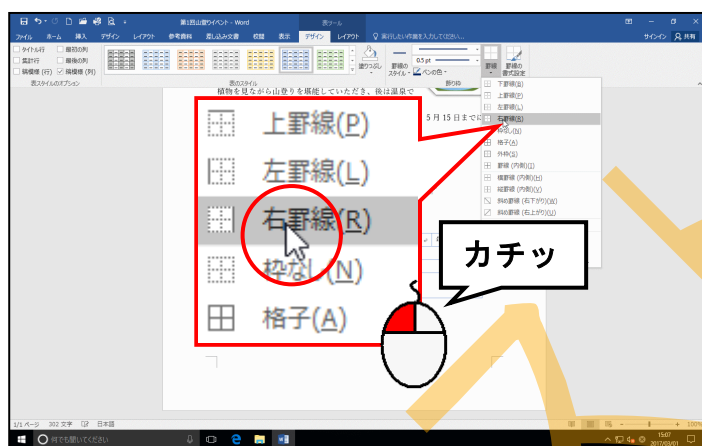 第1回山登りイベント - Word
表ツール
ファイル ホーム 挿入 デザイン レイアウト 参考資料 差し込み文書 校閲 表示 デザイン レイアウト 実行したい作業を入力してください... サインイン 共有
タイトル行 最初の列
集計行 最後の列
縞模様 (行) 縞模様 (列)
表スタイルのオプション
表のスタイル
塗りつぶし
罫線の
スタイル
0.5 pt
ペンの色
飾り枠
罫線
罫線の
書式設定
植物を見ながら山登りを堪能していただき、後は温泉で
5月15日までに
下罫線(B)
上罫線(P)
左罫線(L)
右罫線(R)
枠なし(N)
格子(A)
外枠(S)
罫線 (内側)(I)
横罫線 (内側)(H)
縦罫線 (内側)(V)
斜め罫線 (右下がり)(W)
斜め罫線 (右上がり)(U)
上罫線(P)
左罫線(L)
右罫線(R)
枠なし(N)
格子(A)
カチッ
1/1 ページ 302 文字 日本語
100%
何でも聞いてください
15:07
2017/03/01